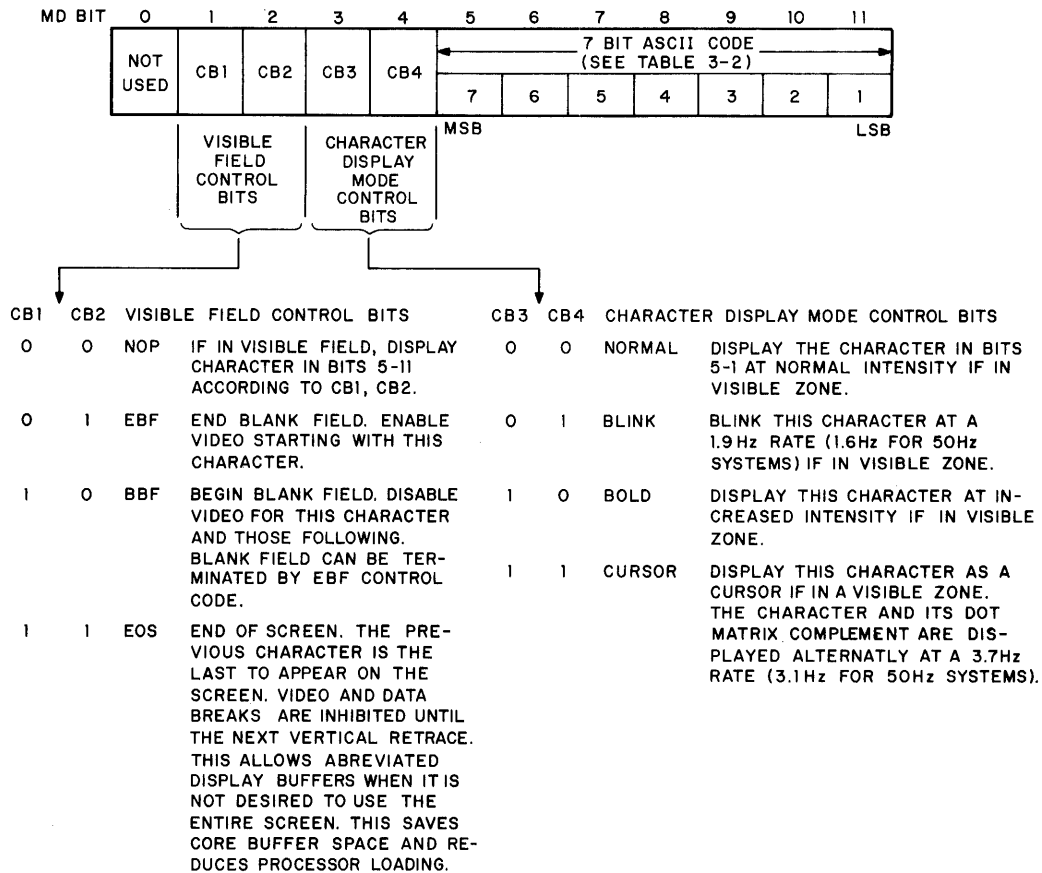 MD BIT 0 1 2 3 4 5 6 7 8 9 10 11
NOT USED CB1 CB2 CB3 CB4 7 BIT ASCII CODE (SEE TABLE 3-2)
7 6 5 4 3 2 1
MSB LSB
VISIBLE
FIELD
CONTROL
BITS
CHARACTER
DISPLAY
MODE
CONTROL
BITS
CB1 CB2 VISIBLE FIELD CONTROL BITS
0 0 NOP IF IN VISIBLE FIELD, DISPLAY
CHARACTER IN BITS 5-11
ACCORDING TO CB1, CB2.
0 1 EBF END BLANK FIELD. ENABLE
VIDEO STARTING WITH THIS
CHARACTER.
1 0 BBF BEGIN BLANK FIELD. DISABLE
VIDEO FOR THIS CHARACTER
AND THOSE FOLLOWING.
BLANK FIELD CAN BE TER-
MINATED BY EBF CONTROL
CODE.
1 1 EOS END OF SCREEN. THE PRE-
VIOUS CHARACTER IS THE
LAST TO APPEAR ON THE
SCREEN. VIDEO AND DATA
BREAKS ARE INHIBITED UNTIL
THE NEXT VERTICAL RETRACE.
THIS ALLOWS ABREVIATED
DISPLAY BUFFERS WHEN IT IS
NOT DESIRED TO USE THE
ENTIRE SCREEN. THIS SAVES
CORE BUFFER SPACE AND RE-
DUCES PROCESSOR LOADING.
CB3 CB4 CHARACTER DISPLAY MODE CONTROL BITS
0 0 NORMAL DISPLAY THE CHARACTER IN BITS
5-1 AT NORMAL INTENSITY IF IN
VISIBLE ZONE.
0 1 BLINK BLINK THIS CHARACTER AT A
1.9 Hz RATE (1.6Hz FOR 50Hz
SYSTEMS) IF IN VISIBLE ZONE.
1 0 BOLD DISPLAY THIS CHARACTER AT IN-
CREASED INTENSITY IF IN VISIBLE
ZONE.
1 1 CURSOR DISPLAY THIS CHARACTER AS A
CURSOR IF IN A VISIBLE ZONE.
THE CHARACTER AND ITS DOT
MATRIX COMPLEMENT ARE DIS-
PLAYED ALTERNATLY AT A 3.7Hz
RATE (3.1Hz FOR 50Hz SYSTEMS).